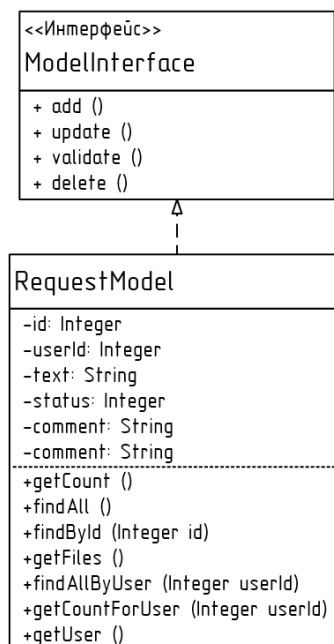 <<Интерфейс>>
ModelInterface
+ add ()
+ update ()
+ validate ()
+ delete ()
RequestModel
-id: Integer
-userId: Integer
-text: String
-status: Integer
-comment: String
-comment: String
+getCount ()
+findAll ()
+findById (Integer id)
+getFiles ()
+findAllByUser (Integer userId)
+getCountForUser (Integer userId)
+getUser ()